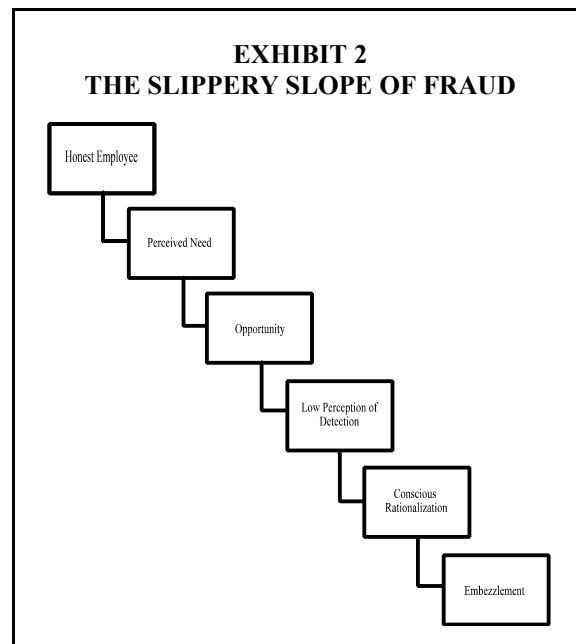 EXHIBIT 2
THE SLIPPERY SLOPE OF FRAUD
Honest Employee
Perceived Need
Opportunity
Low Perception of
Detection
Conscious
Rationalization
Embezzlement